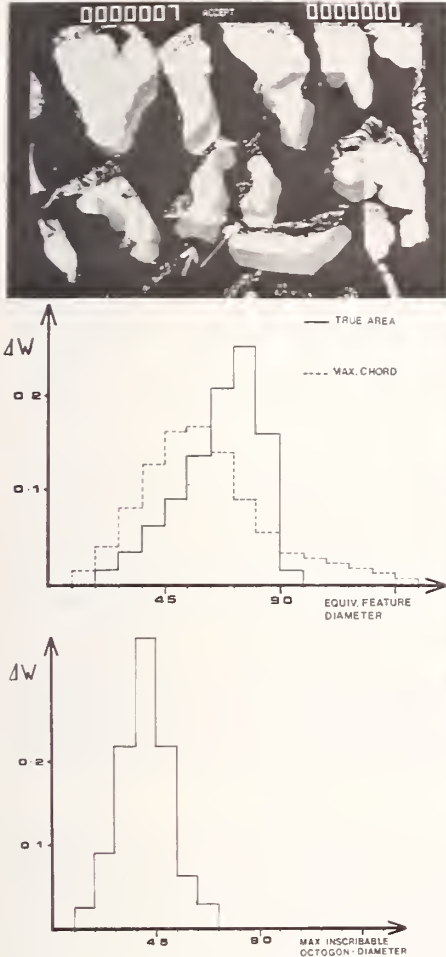 0000007 ACCEPT 0000000
ΔW
TRUE AREA
MAX. CHORD
0.2
0.1
45 90
EQUIV. FEATURE
DIAMETER
ΔW
0.2
0.1
45 90
MAX INSCRIBABLE
OCTOGON-DIAMETER